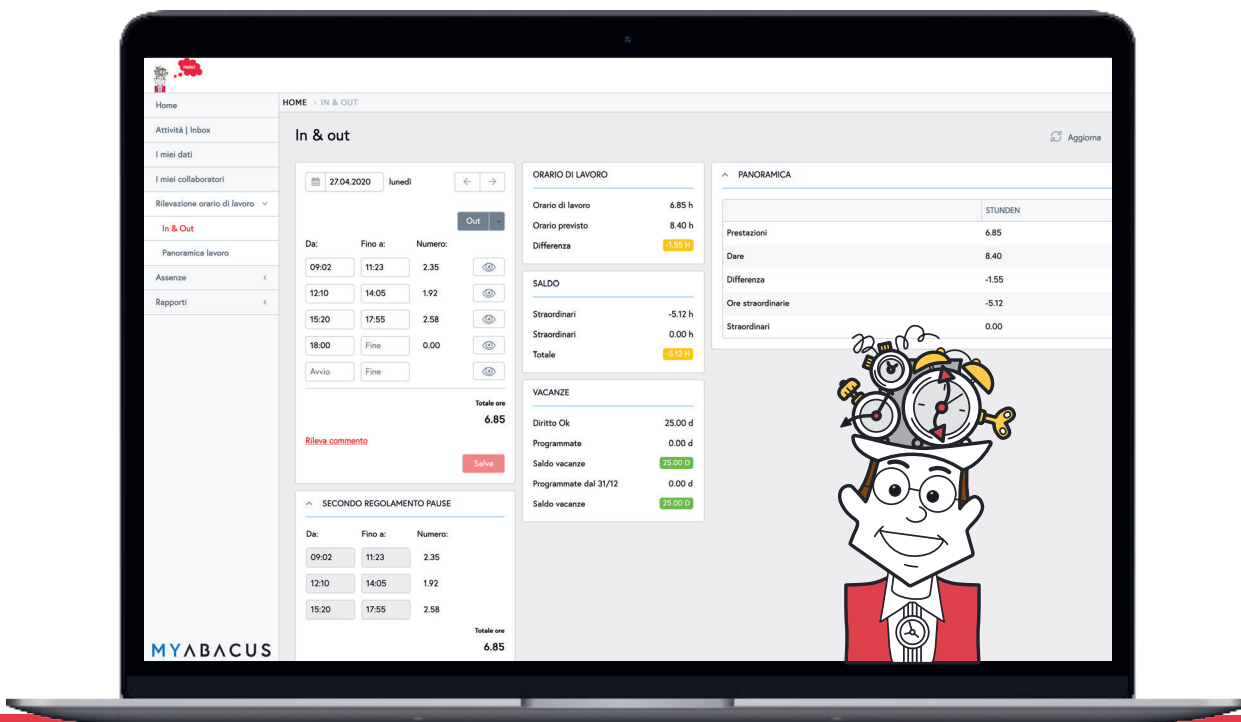 Hello!
Home
Attività | Inbox
I miei dati
I miei collaboratori
Rilevazione orario di lavoro
In & Out
Panoramica lavoro
Assenze
Rapporti
MYABACUS
HOME > IN & OUT
In & out
Aggiorna
27.04.2020 lunedì
Out
Da: Fino a: Numero:
09:02 11:23 2.35
12:10 14:05 1.92
15:20 17:55 2.58
18:00 Fine 0.00
Avvio Fine
Totale ore
6.85
Rileva commento
Salva
SECONDO REGOLAMENTO PAUSE
Da: Fino a: Numero:
09:02 11:23 2.35
12:10 14:05 1.92
15:20 17:55 2.58
Totale ore
6.85
ORARIO DI LAVORO
Orario di lavoro 6.85 h
Orario previsto 8.40 h
Differenza -1.55 H
SALDO
Straordinari -5.12 h
Straordinari 0.00 h
Totale -5.12 H
VACANZE
Diritto Ok 25.00 d
Programmate 0.00 d
Saldo vacanze 25.00 D
Programmate dal 31/12 0.00 d
Saldo vacanze 25.00 D
PANORAMICA
STUNDEN
Prestazioni 6.85
Dare 8.40
Differenza -1.55
Ore straordinarie -5.12
Straordinari 0.00